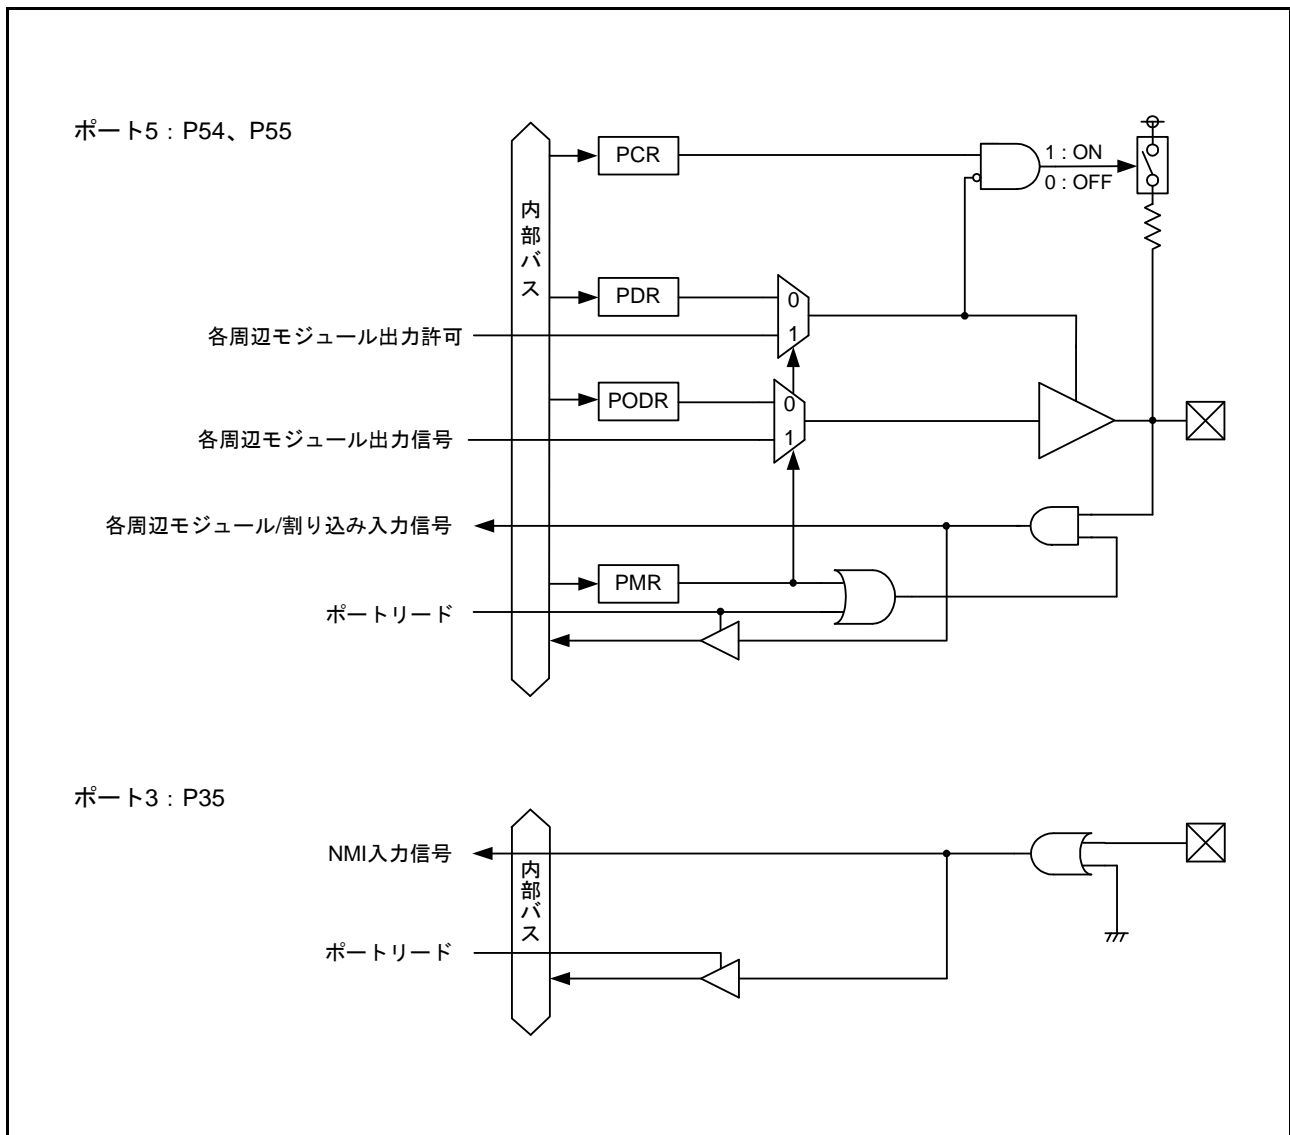 ポート5：P54、P55
PCR
1 : ON
0 : OFF
内部バス
PDR
0
1
各周辺モジュール出力許可
PODR
0
1
各周辺モジュール出力信号
各周辺モジュール/割り込み入力信号
PMR
ポートリード
ポート3：P35
NMI入力信号
内部バス
ポートリード